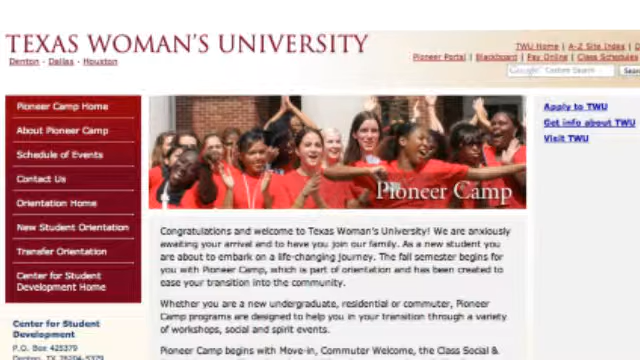 TEXAS WOMAN'S UNIVERSITY
Denton · Dallas · Houston
TWU Home | A-Z Site Index |
Pioneer Portal | Blackboard | Pay Online | Class Schedules
Google Custom Search
Pioneer Camp Home
About Pioneer Camp
Schedule of Events
Contact Us
Orientation Home
New Student Orientation
Transfer Orientation
Center for Student
Development Home
Center for Student
Development
P.O. Box 425379
Denton, TX 76204-5379
Pioneer Camp
Congratulations and welcome to Texas Woman's University! We are anxiously
awaiting your arrival and to have you join our family. As a new student you
are about to embark on a life-changing journey. The fall semester begins for
you with Pioneer Camp, which is part of orientation and has been created to
ease your transition into the community.
Whether you are a new undergraduate, residential or commuter, Pioneer
Camp programs are designed to help you in your transition through a variety
of workshops, social and spirit events.
Pioneer Camp begins with Move-in, Commuter Welcome, the Class Social &
Apply to TWU
Get info about TWU
Visit TWU